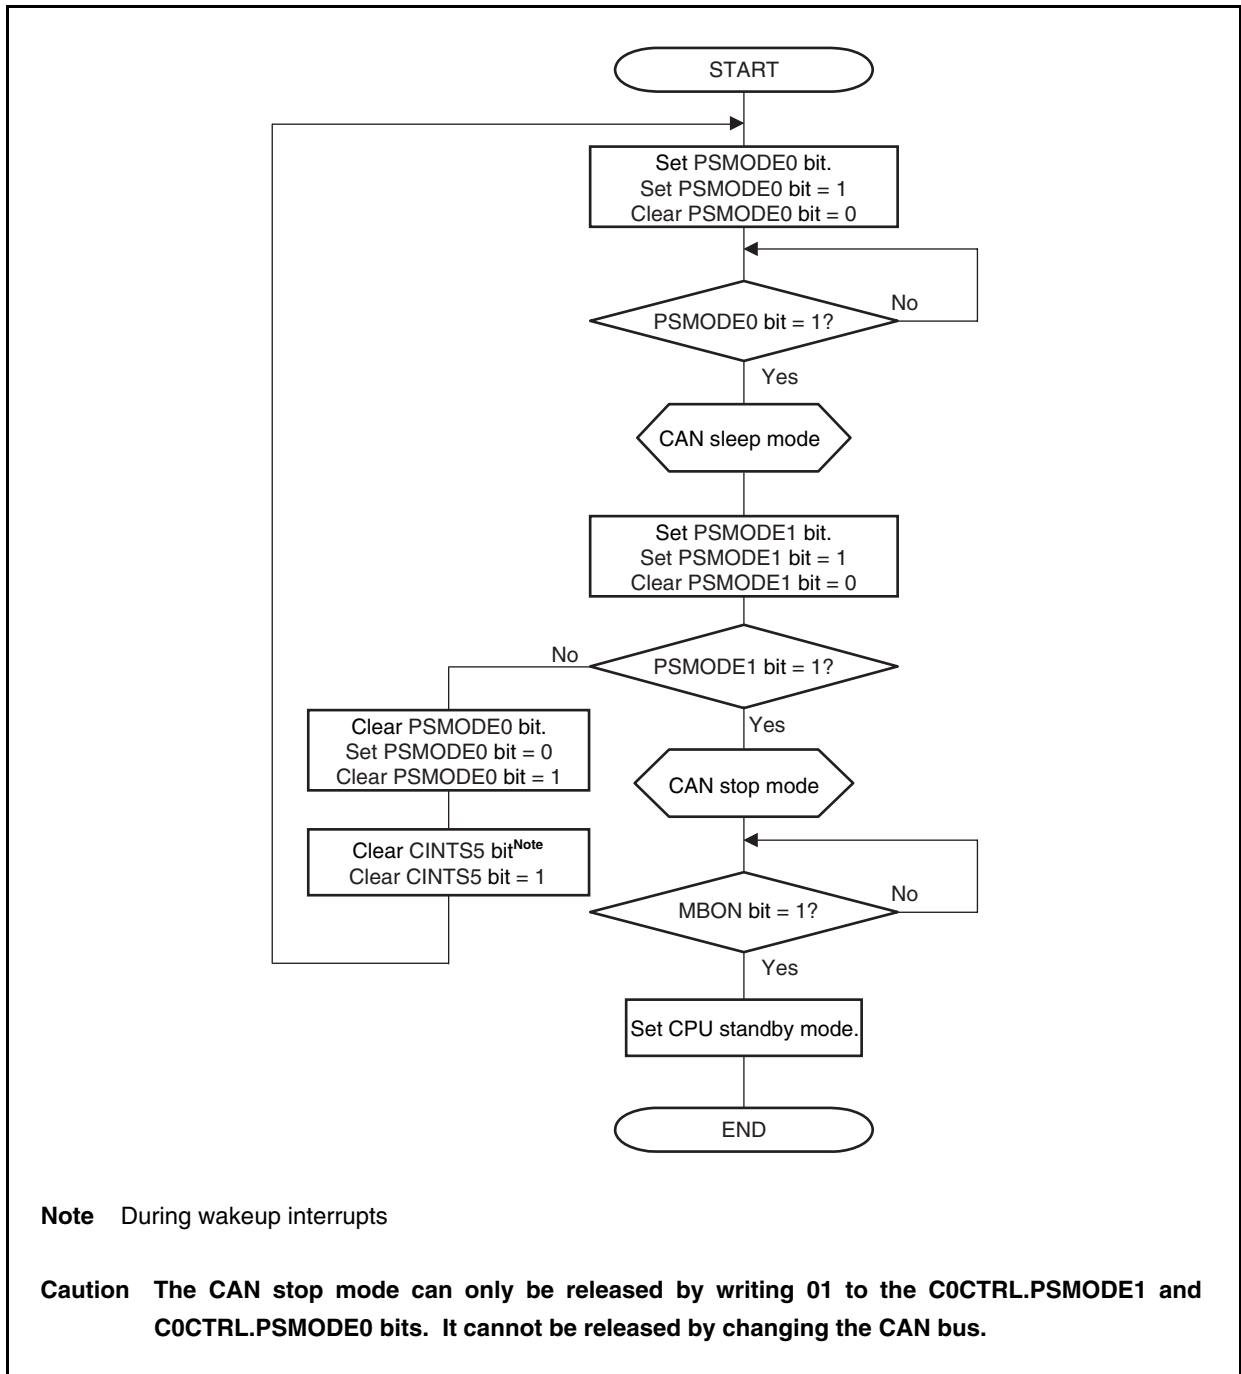 START
Set PSMODE0 bit.
Set PSMODE0 bit = 1
Clear PSMODE0 bit = 0
No
PSMODE0 bit = 1?
Yes
CAN sleep mode
Set PSMODE1 bit.
Set PSMODE1 bit = 1
Clear PSMODE1 bit = 0
No
PSMODE1 bit = 1?
Yes
Clear PSMODE0 bit.
Set PSMODE0 bit = 0
Clear PSMODE0 bit = 1
CAN stop mode
Clear CINTS5 bitNote
Clear CINTS5 bit = 1
No
MBON bit = 1?
Yes
Set CPU standby mode.
END
Note During wakeup interrupts
Caution The CAN stop mode can only be released by writing 01 to the C0CTRL.PSMODE1 and
C0CTRL.PSMODE0 bits. It cannot be released by changing the CAN bus.